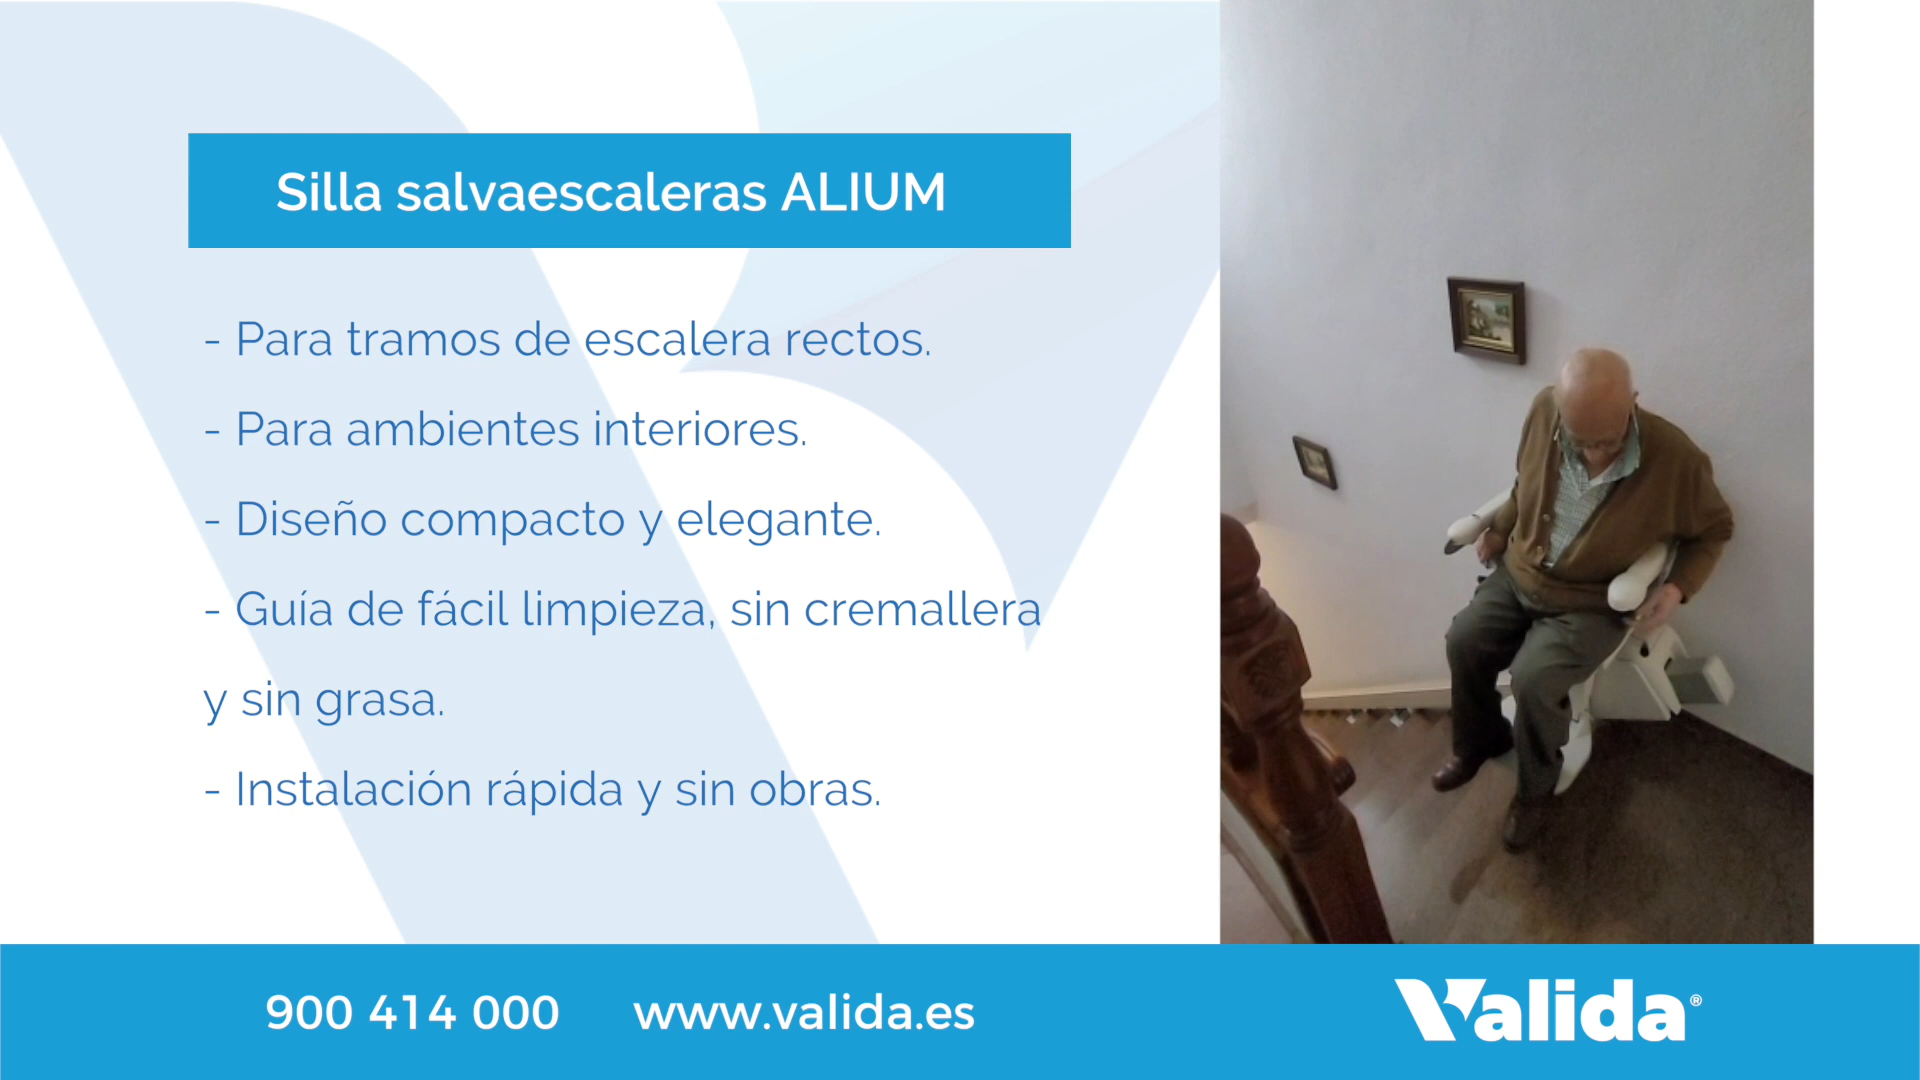 Silla salvaescaleras ALIUM
- Para tramos de escalera rectos.
- Para ambientes interiores.
- Diseño compacto y elegante.
- Guía de fácil limpieza, sin cremallera
y sin grasa.
- Instalación rápida y sin obras.
900 414 000 www.valida.es
Valida®